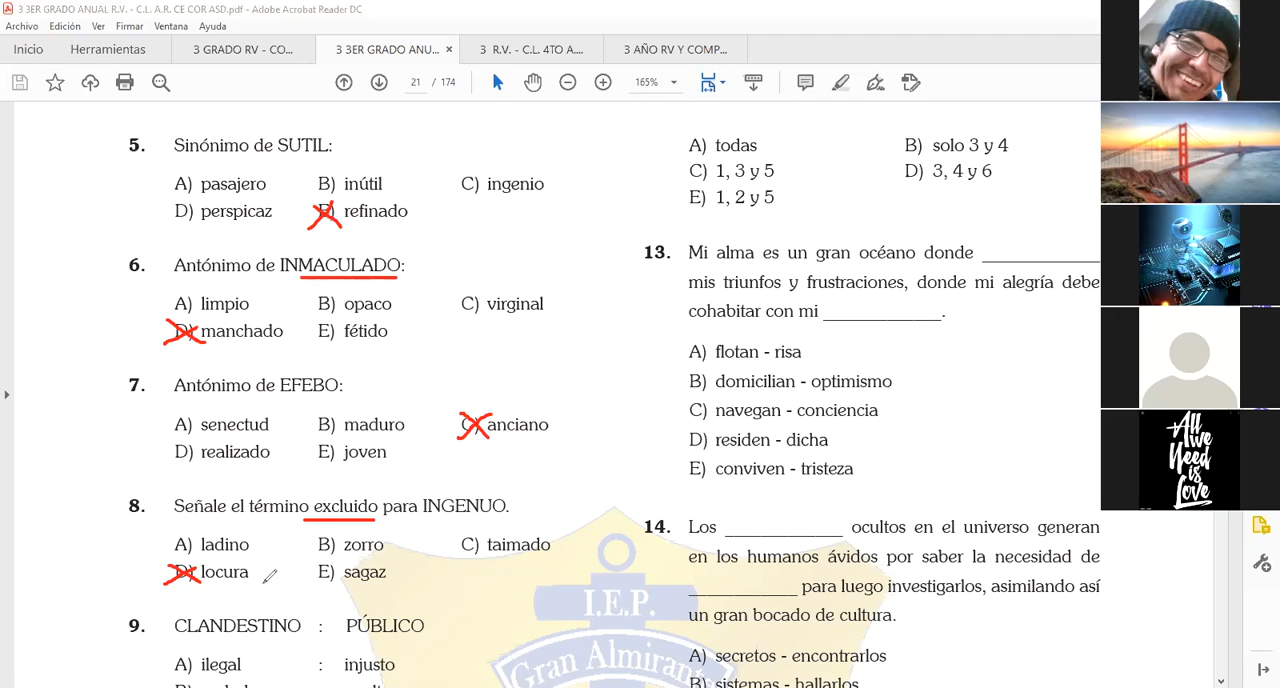 3 3ER GRADO ANUAL R.V. - C.L. A.R. CE COR ASD.pdf - Adobe Acrobat Reader DC
Archivo Edición Ver Firmar Ventana Ayuda
Inicio Herramientas 3 GRADO RV - CO... 3 3ER GRADO ANU... × 3 R.V. - C.L. 4TO A.... 3 AÑO RV Y COMP...
21 / 174 165%
5. Sinónimo de SUTIL:
A) pasajero B) inútil C) ingenio
D) perspicaz E) refinado
6. Antónimo de INMACULADO:
A) limpio B) opaco C) virginal
D) manchado E) fétido
7. Antónimo de EFEBO:
A) senectud B) maduro C) anciano
D) realizado E) joven
8. Señale el término excluido para INGENUO.
A) ladino B) zorro C) taimado
D) locura E) sagaz
9. CLANDESTINO : PÚBLICO
A) ilegal : injusto
A) todas B) solo 3 y 4
C) 1, 3 y 5 D) 3, 4 y 6
E) 1, 2 y 5
13. Mi alma es un gran océano donde ____________
mis triunfos y frustraciones, donde mi alegría debe
cohabitar con mi ____________.
A) flotan - risa
B) domicilian - optimismo
C) navegan - conciencia
D) residen - dicha
E) conviven - tristeza
14. Los ____________ ocultos en el universo generan
en los humanos ávidos por saber la necesidad de
___________ para luego investigarlos, asimilando así
un gran bocado de cultura.
A) secretos - encontrarlos
B) sistemas - hallarlos
I.E.P.
Gran Almirante
All
we
Need
is
Love